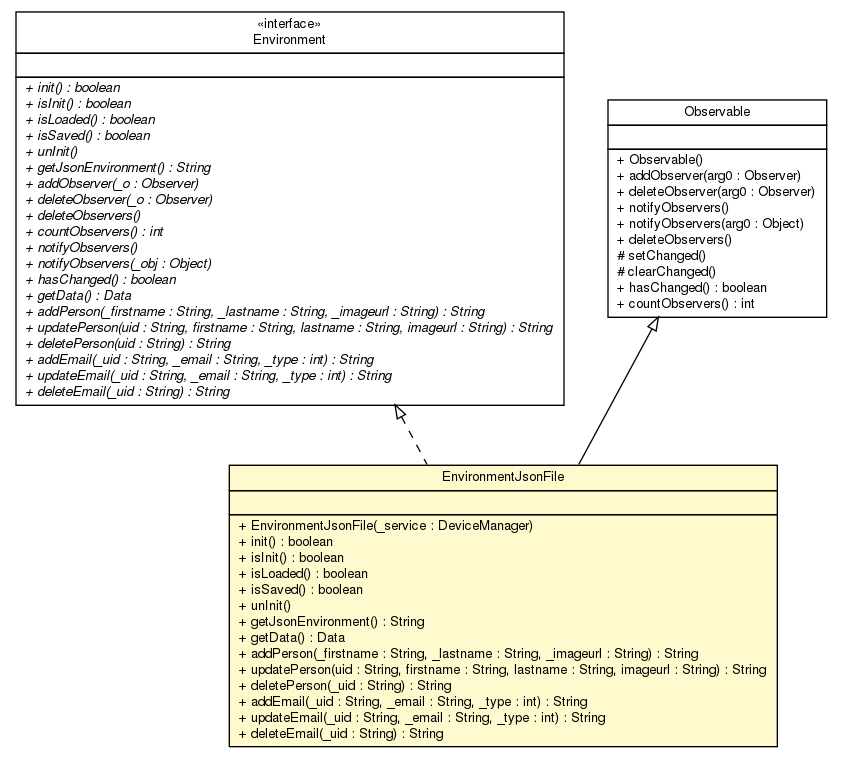 «interface»
Environment
+ init() : boolean
+ isInit() : boolean
+ isLoaded() : boolean
+ isSaved() : boolean
+ unInit()
+ getJsonEnvironment() : String
+ addObserver(_o : Observer)
+ deleteObserver(_o : Observer)
+ deleteObservers()
+ countObservers() : int
+ notifyObservers()
+ notifyObservers(_obj : Object)
+ hasChanged() : boolean
+ getData() : Data
+ addPerson(_firstname : String, _lastname : String, _imageurl : String) : String
+ updatePerson(uid : String, firstname : String, lastname : String, imageurl : String) : String
+ deletePerson(uid : String) : String
+ addEmail(_uid : String, _email : String, _type : int) : String
+ updateEmail(_uid : String, _email : String, _type : int) : String
+ deleteEmail(_uid : String) : String
Observable
+ Observable()
+ addObserver(arg0 : Observer)
+ deleteObserver(arg0 : Observer)
+ notifyObservers()
+ notifyObservers(arg0 : Object)
+ deleteObservers()
# setChanged()
# clearChanged()
+ hasChanged() : boolean
+ countObservers() : int
EnvironmentJsonFile
+ EnvironmentJsonFile(_service : DeviceManager)
+ init() : boolean
+ isInit() : boolean
+ isLoaded() : boolean
+ isSaved() : boolean
+ unInit()
+ getJsonEnvironment() : String
+ getData() : Data
+ addPerson(_firstname : String, _lastname : String, _imageurl : String) : String
+ updatePerson(uid : String, firstname : String, lastname : String, imageurl : String) : String
+ deletePerson(_uid : String) : String
+ addEmail(_uid : String, _email : String, _type : int) : String
+ updateEmail(_uid : String, _email : String, _type : int) : String
+ deleteEmail(_uid : String) : String